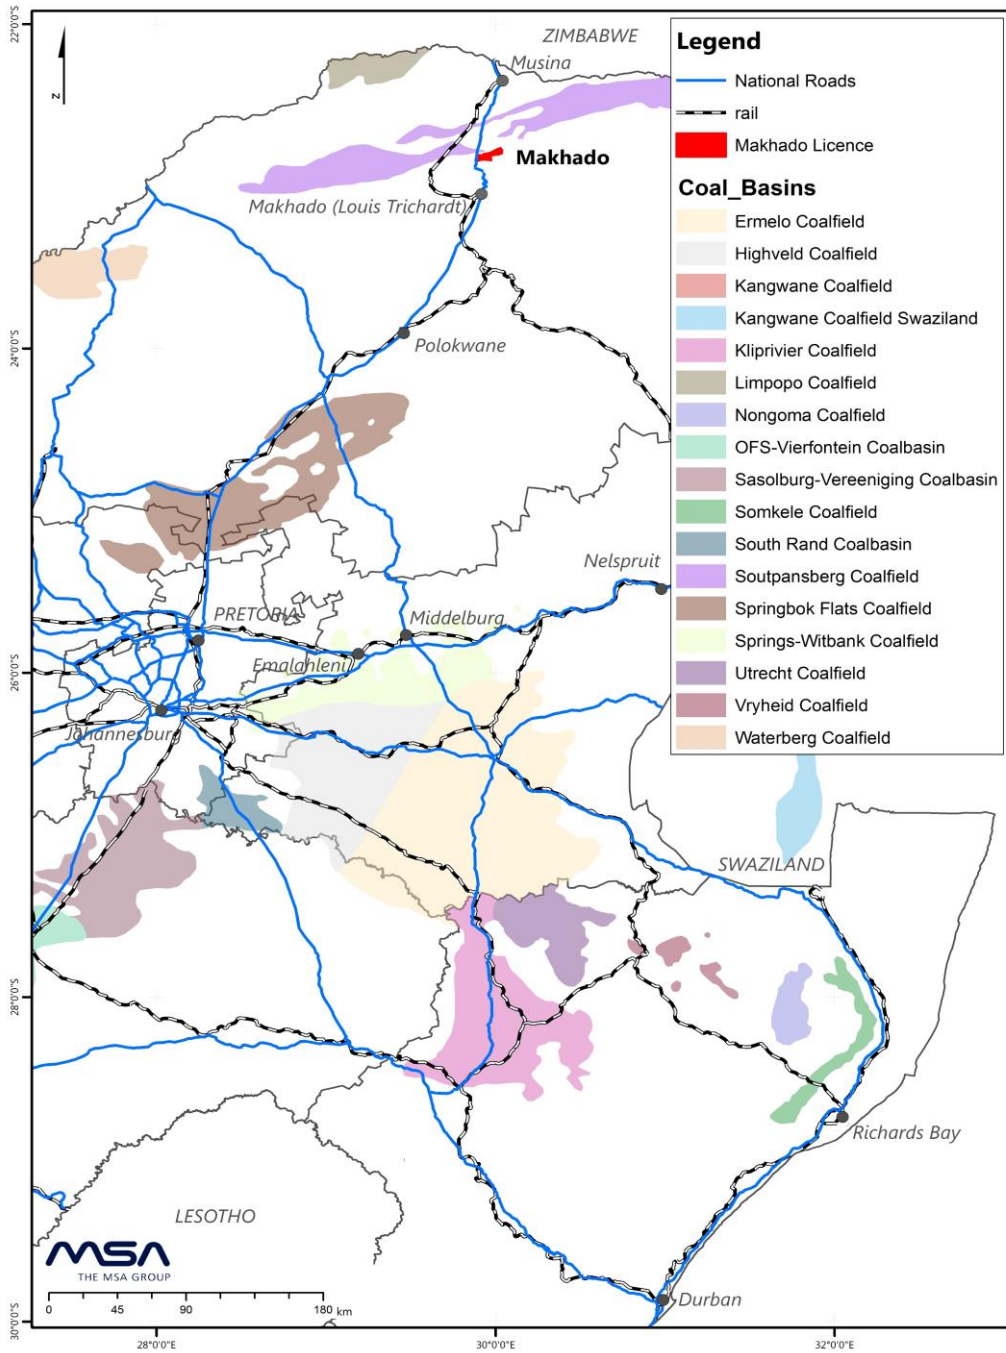 22°0'0"S
24°0'0"S
26°0'0"S
28°0'0"S
30°0'0"S
28°0'0"E
30°0'0"E
32°0'0"E
N
ZIMBABWE
Musina
Makhado
Makhado (Louis Trichardt)
Polokwane
Nelspruit
PRETORIA
Middelburg
Emalahleni
Johannesburg
SWAZILAND
Richards Bay
LESOTHO
Durban
MSA
THE MSA GROUP
0 45 90 180 km
Legend
National Roads
rail
Makhado Licence
Coal_Basins
Ermelo Coalfield
Highveld Coalfield
Kangwane Coalfield
Kangwane Coalfield Swaziland
Kliprivier Coalfield
Limpopo Coalfield
Nongoma Coalfield
OFS-Vierfontein Coalbasin
Sasolburg-Vereeniging Coalbasin
Somkele Coalfield
South Rand Coalbasin
Soutpansberg Coalfield
Springbok Flats Coalfield
Springs-Witbank Coalfield
Utrecht Coalfield
Vryheid Coalfield
Waterberg Coalfield